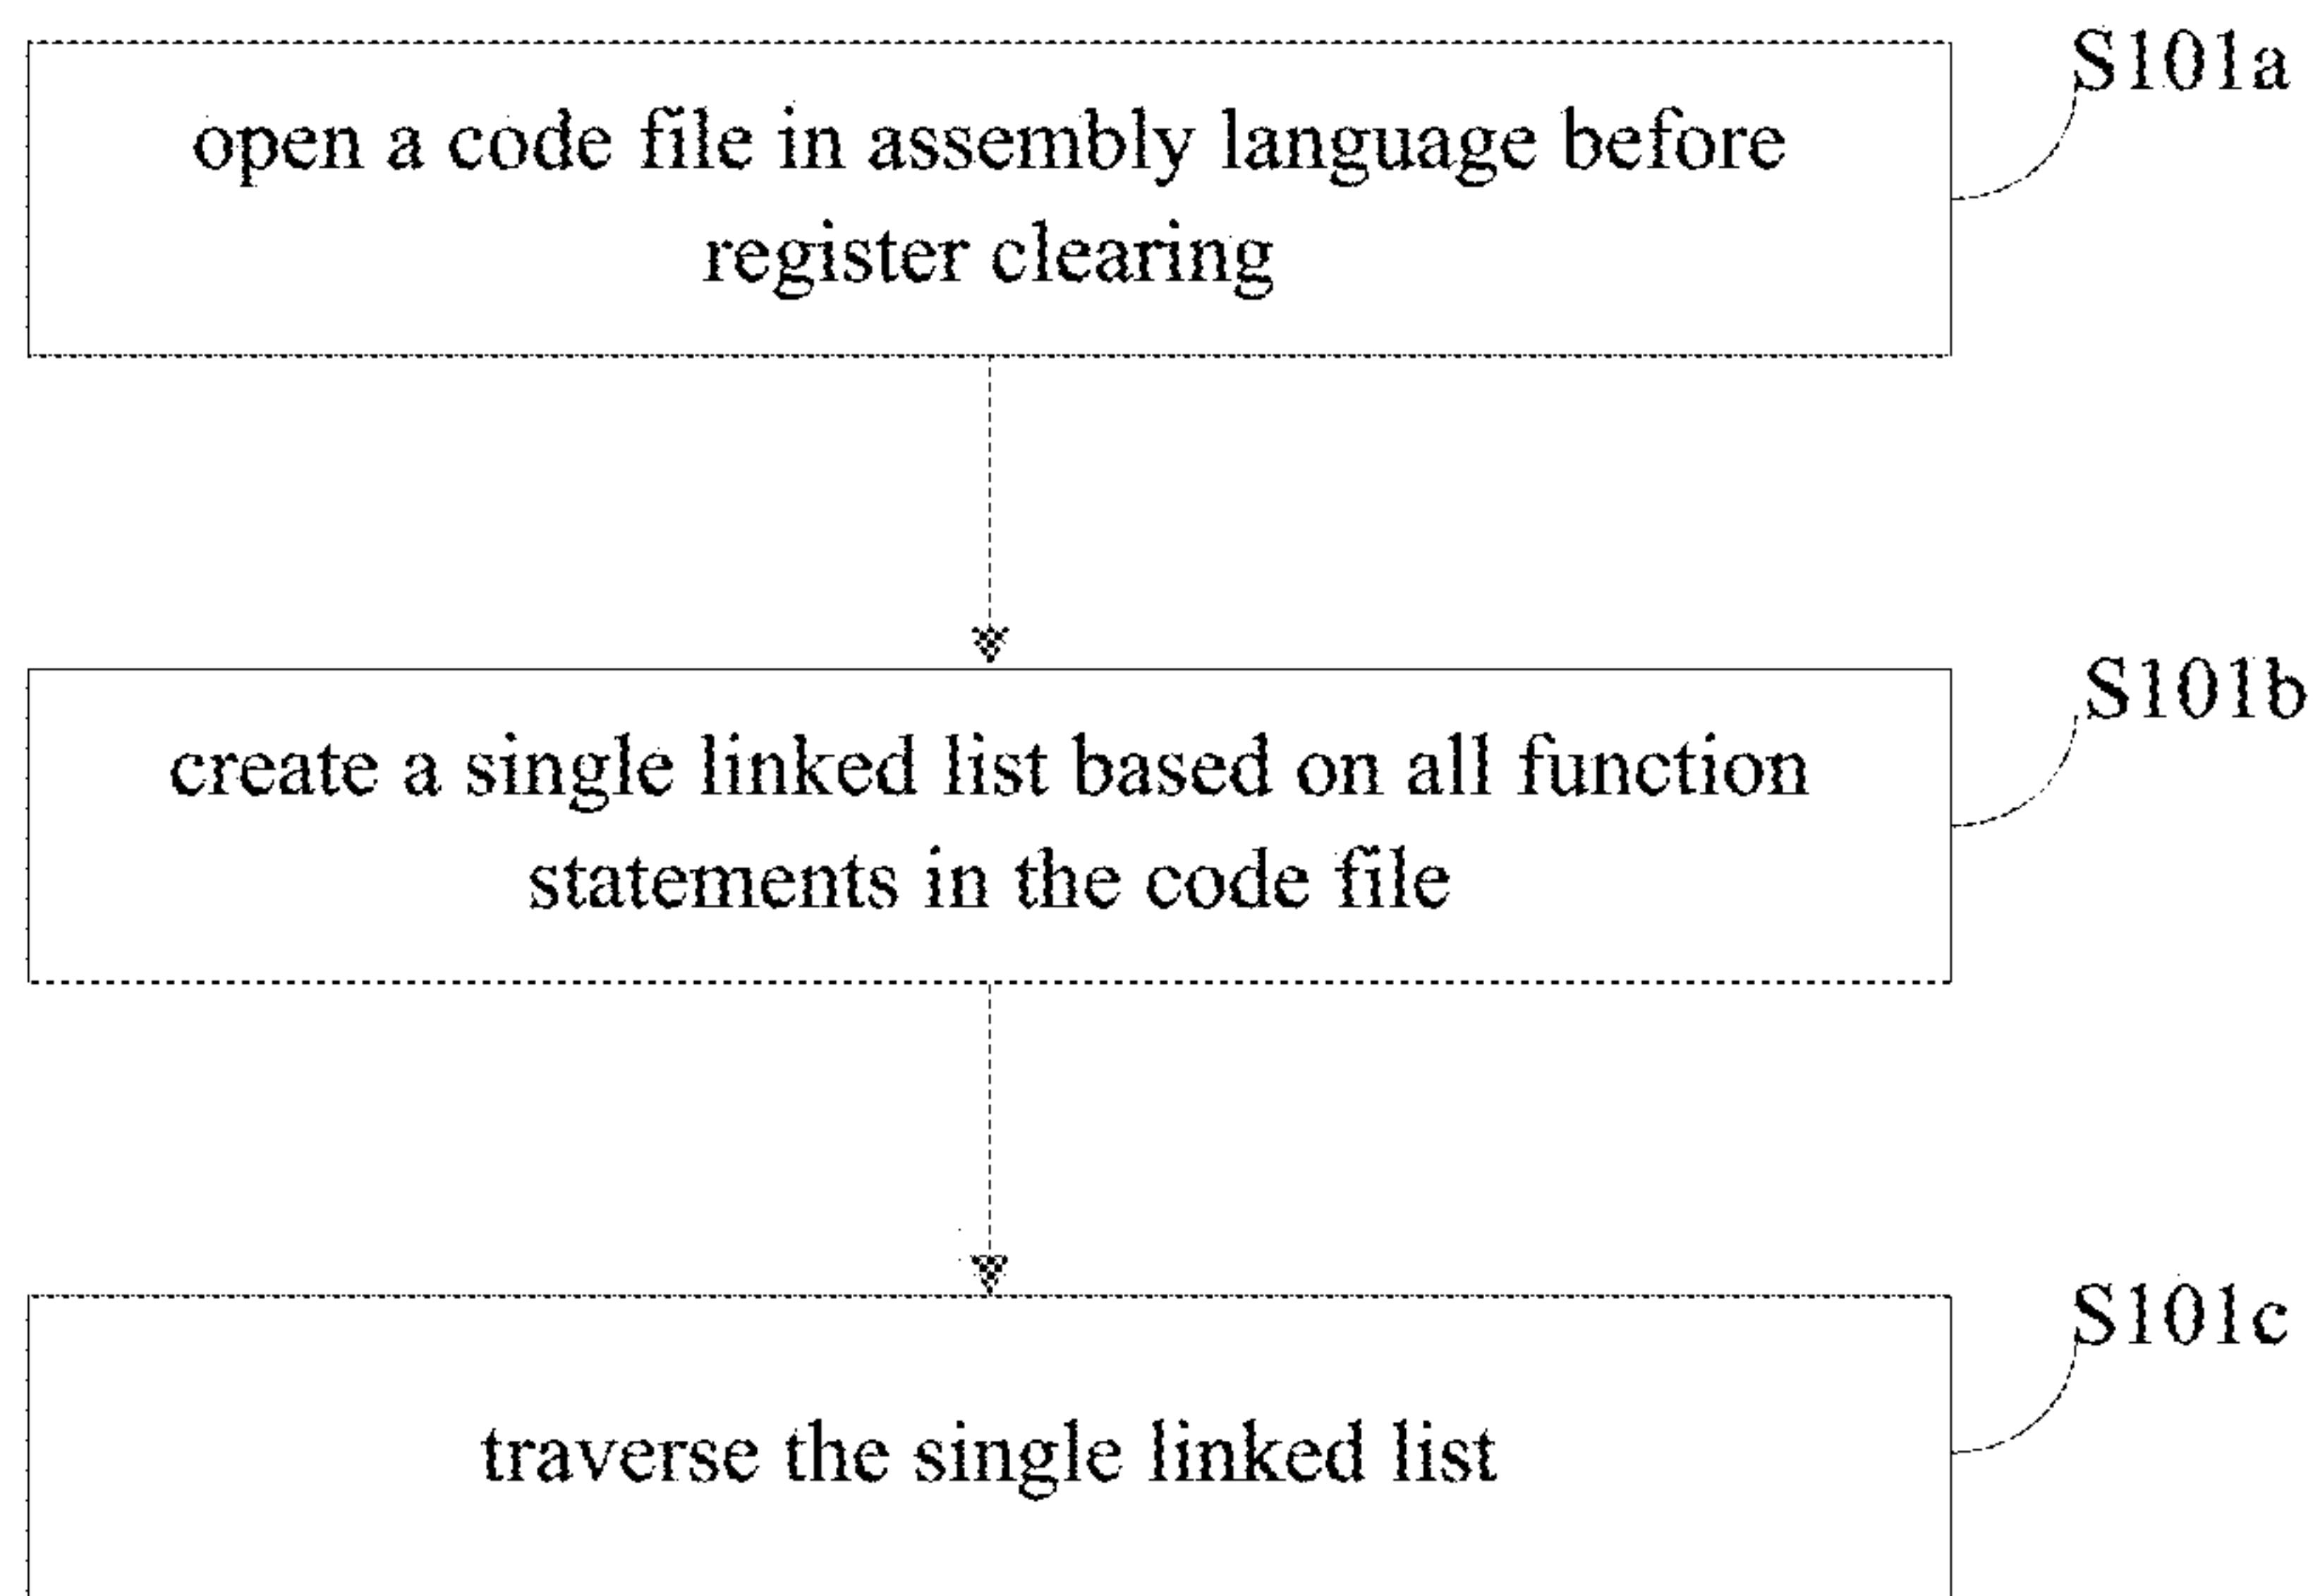 S101a
open a code file in assembly language before
register clearing
S101b
create a single linked list based on all function
statements in the code file
S101c
traverse the single linked list